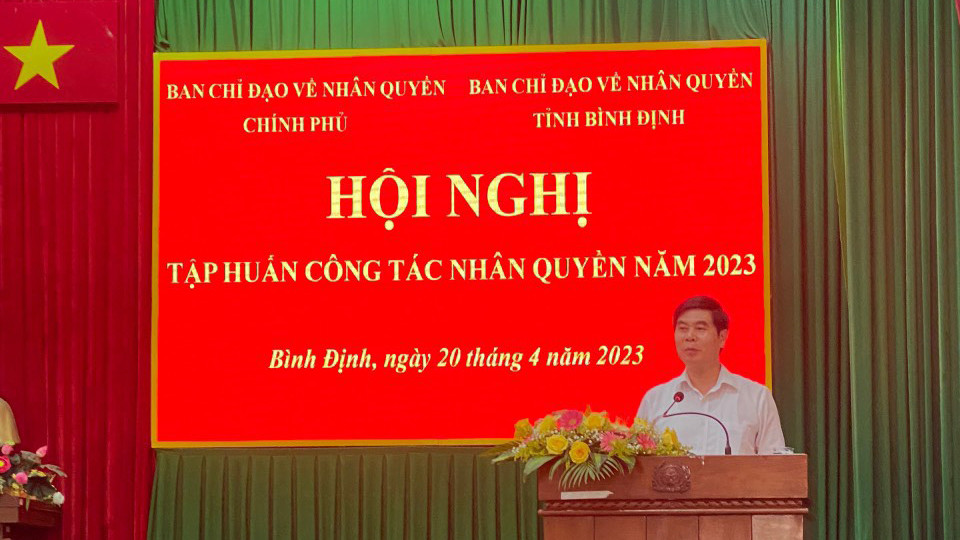 BAN CHỈ ĐẠO VỀ NHÂN QUYỀN
CHÍNH PHỦ
BAN CHỈ ĐẠO VỀ NHÂN QUYỀN
TỈNH BÌNH ĐỊNH
HỘI NGHỊ
TẬP HUẤN CÔNG TÁC NHÂN QUYỀN NĂM 2023
Bình Định, ngày 20 tháng 4 năm 2023